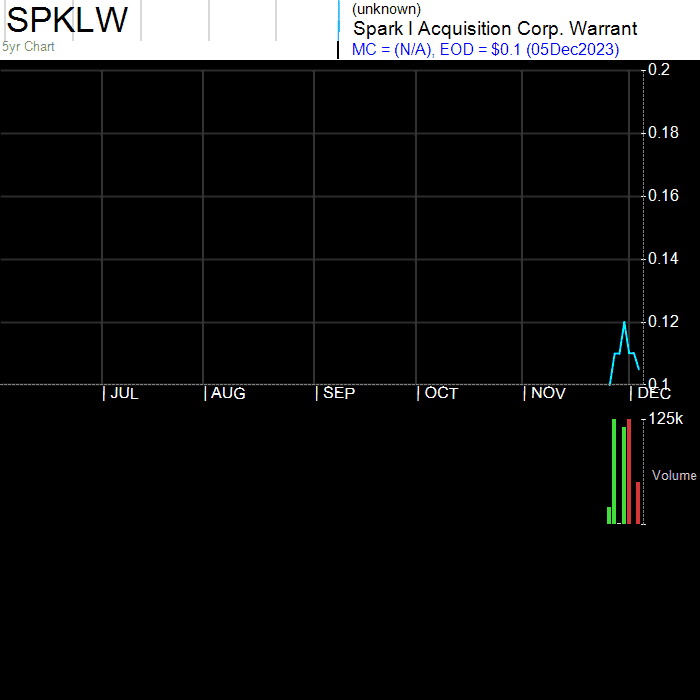 SPKLW
5yr Chart
(unknown)
Spark I Acquisition Corp. Warrant
MC = (N/A), EOD = $0.1 (05Dec2023)
0.2
0.18
0.16
0.14
0.12
0.1
| JUL | AUG | SEP | OCT | NOV | DEC
125k
Volume